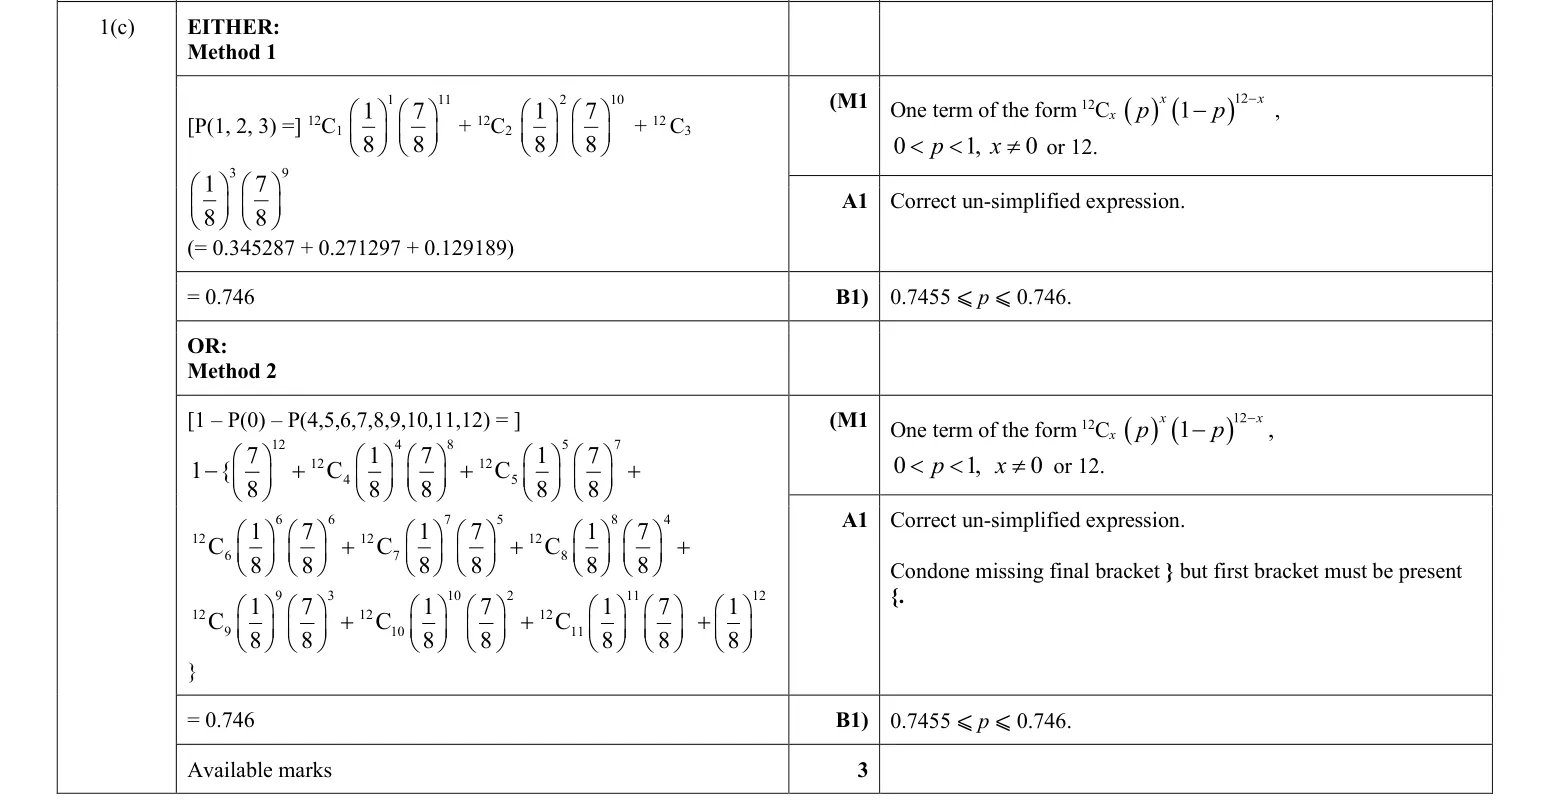 1(c)
EITHER:
Method 1
[P(1, 2, 3) =] ¹²C₁ (1/8)¹ (7/8)¹¹ + ¹²C₂ (1/8)² (7/8)¹⁰ + ¹² C₃
(1/8)³ (7/8)⁹
(= 0.345287 + 0.271297 + 0.129189)
(M1
One term of the form ¹²Cₓ (p)ˣ (1 − p)¹²⁻ˣ ,
0 < p < 1, x ≠ 0 or 12.
A1
Correct un-simplified expression.
= 0.746
B1)
0.7455 ⩽ p ⩽ 0.746.
OR:
Method 2
[1 – P(0) – P(4,5,6,7,8,9,10,11,12) = ]
1 − {(7/8)¹² + ¹²C₄ (1/8)⁴ (7/8)⁸ + ¹²C₅ (1/8)⁵ (7/8)⁷ +
¹²C₆ (1/8)⁶ (7/8)⁶ + ¹²C₇ (1/8)⁷ (7/8)⁵ + ¹²C₈ (1/8)⁸ (7/8)⁴ +
¹²C₉ (1/8)⁹ (7/8)³ + ¹²C₁₀ (1/8)¹⁰ (7/8)² + ¹²C₁₁ (1/8)¹¹ (7/8) + (1/8)¹²
}
(M1
One term of the form ¹²Cₓ (p)ˣ (1 − p)¹²⁻ˣ ,
0 < p < 1, x ≠ 0 or 12.
A1
Correct un-simplified expression.
Condone missing final bracket } but first bracket must be present
{.
= 0.746
B1)
0.7455 ⩽ p ⩽ 0.746.
Available marks
3